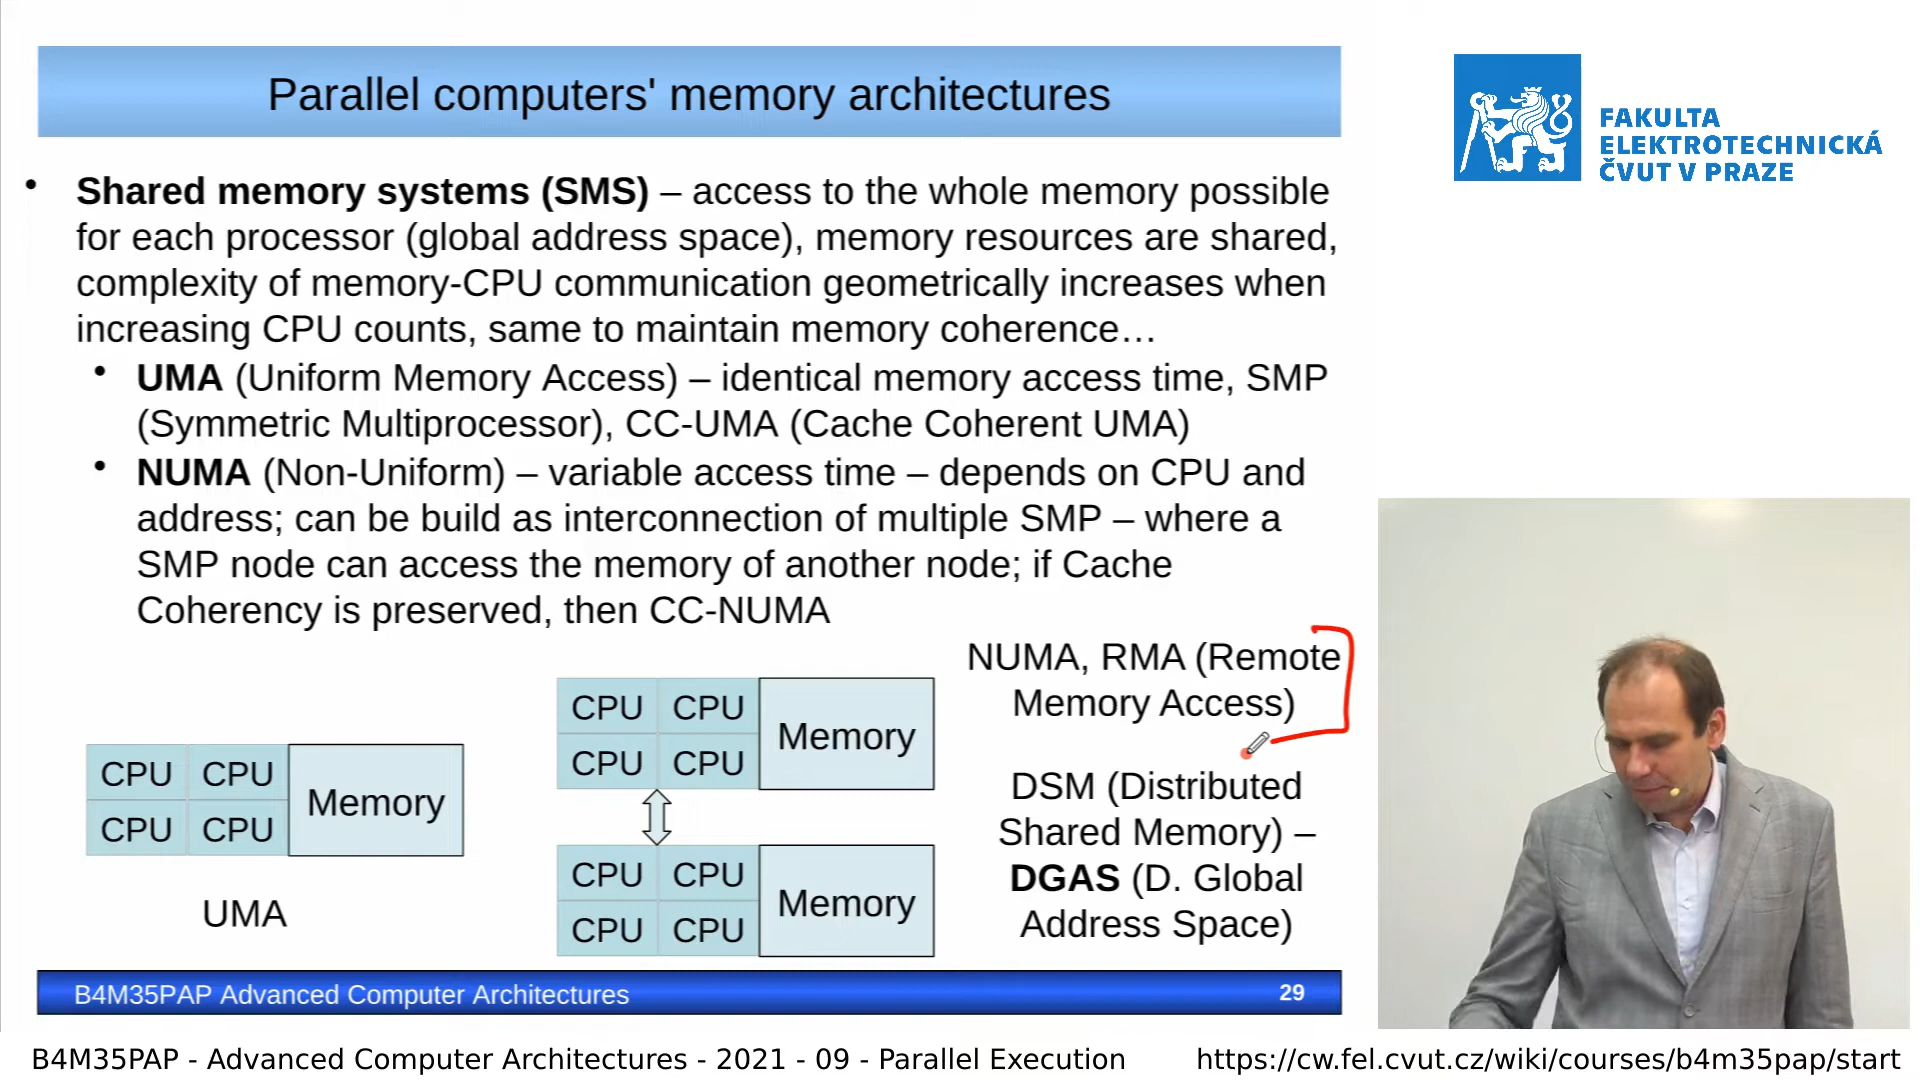 Parallel computers' memory architectures
FAKULTA
ELEKTROTECHNICKÁ
ČVUT V PRAZE
• Shared memory systems (SMS) – access to the whole memory possible
for each processor (global address space), memory resources are shared,
complexity of memory-CPU communication geometrically increases when
increasing CPU counts, same to maintain memory coherence…
• UMA (Uniform Memory Access) – identical memory access time, SMP
(Symmetric Multiprocessor), CC-UMA (Cache Coherent UMA)
• NUMA (Non-Uniform) – variable access time – depends on CPU and
address; can be build as interconnection of multiple SMP – where a
SMP node can access the memory of another node; if Cache
Coherency is preserved, then CC-NUMA
CPU CPU
CPU CPU
Memory
UMA
CPU CPU
CPU CPU
Memory
CPU CPU
CPU CPU
Memory
NUMA, RMA (Remote
Memory Access)
DSM (Distributed
Shared Memory) –
DGAS (D. Global
Address Space)
B4M35PAP Advanced Computer Architectures 29
B4M35PAP - Advanced Computer Architectures - 2021 - 09 - Parallel Execution https://cw.fel.cvut.cz/wiki/courses/b4m35pap/start